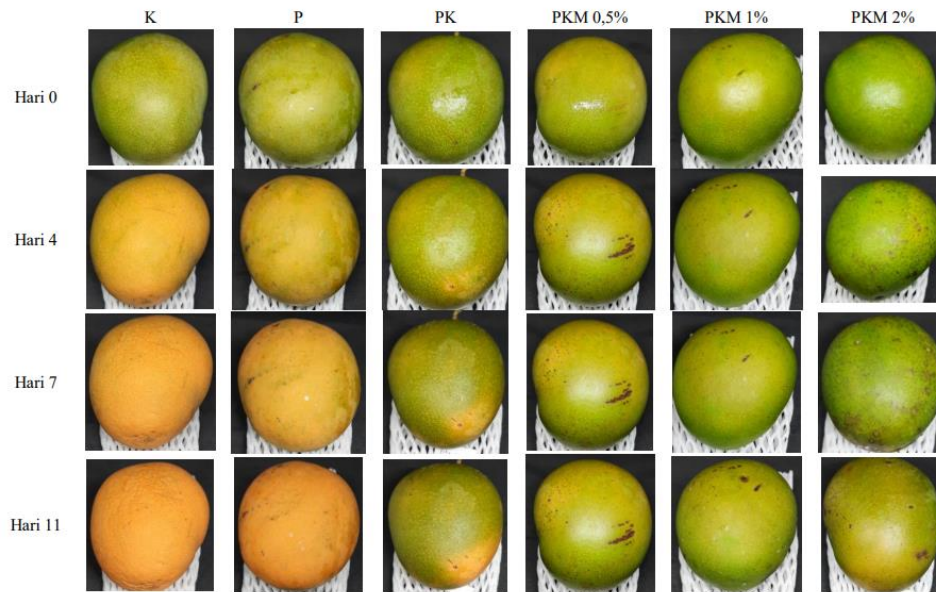 K P PK PKM 0,5% PKM 1% PKM 2%
Hari 0
Hari 4
Hari 7
Hari 11